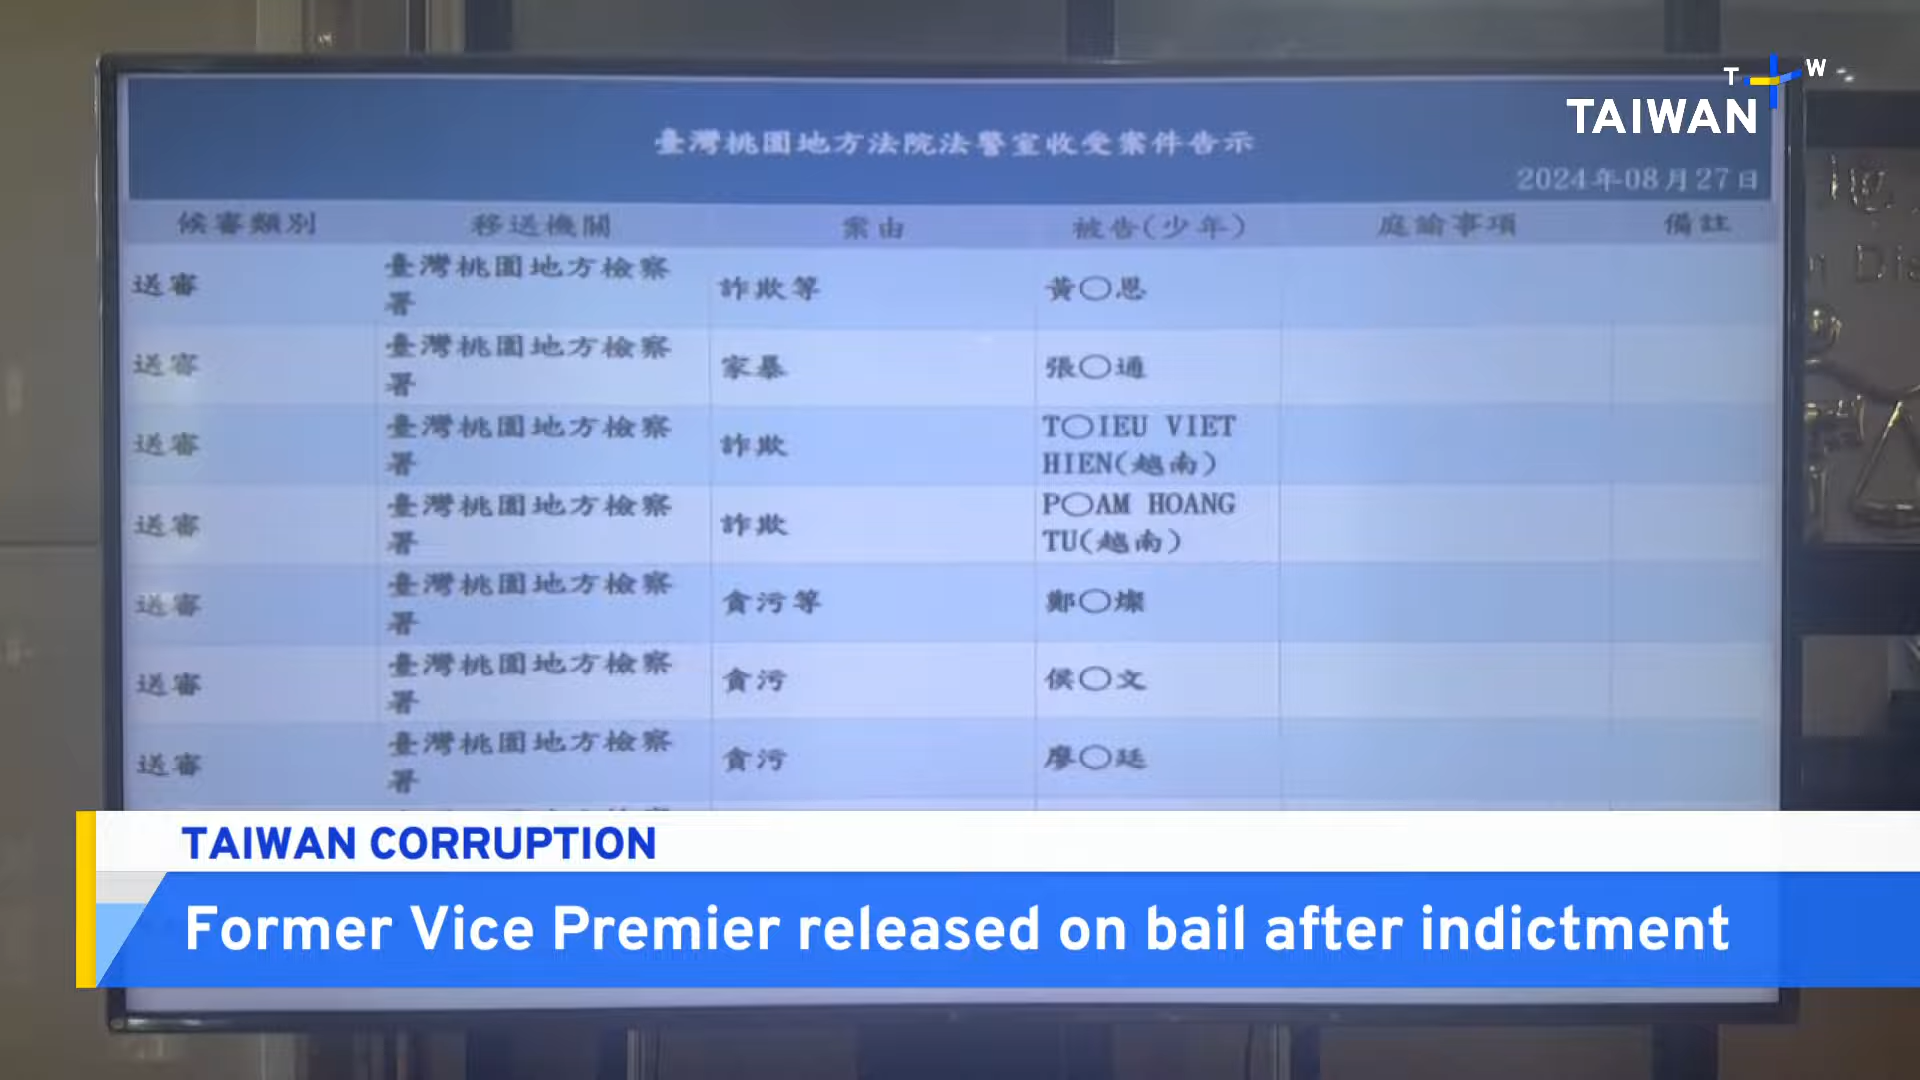 T W
TAIWAN
臺灣桃園地方法院法警室收受案件告示
2024年08月27日
候審類別 移送機關 案由 被告(少年) 庭諭事項 備註
送審 臺灣桃園地方檢察署 詐欺等 黃〇恩
送審 臺灣桃園地方檢察署 家暴 張〇通
送審 臺灣桃園地方檢察署 詐欺 T〇IEU VIET HIEN(越南)
送審 臺灣桃園地方檢察署 詐欺 P〇AM HOANG TU(越南)
送審 臺灣桃園地方檢察署 貪污等 鄭〇燦
送審 臺灣桃園地方檢察署 貪污 侯〇文
送審 臺灣桃園地方檢察署 貪污 廖〇廷
TAIWAN CORRUPTION
Former Vice Premier released on bail after indictment